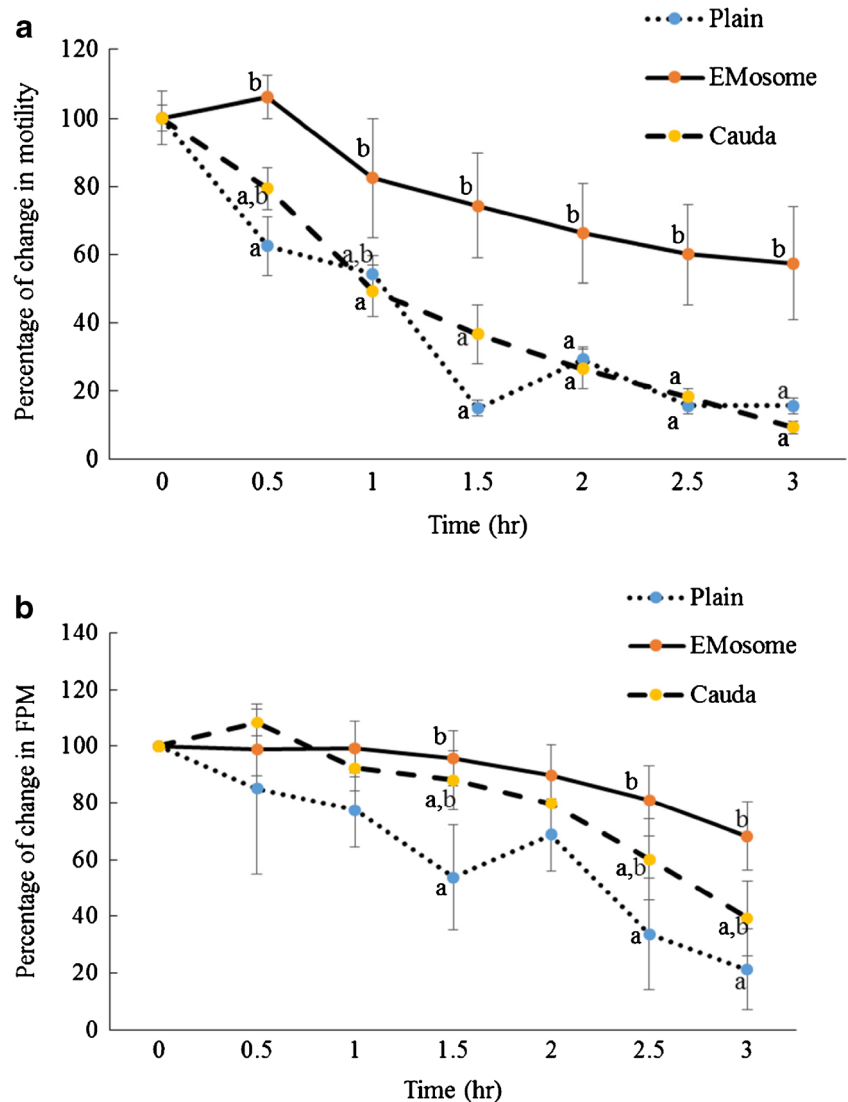 a
Plain
EMosome
Cauda
Percentage of change in motility
120
100
80
60
40
20
0
b
b
b
b
b
b
b
a,b
a
a,b
a
a
a
a
a
a
a
a
a
0
0.5
1
1.5
2
2.5
3
Time (hr)
b
Plain
EMosome
Cauda
Percentage of change in FPM
140
120
100
80
60
40
20
0
b
a,b
a
b
a,b
a
b
a,b
a
0
0.5
1
1.5
2
2.5
3
Time (hr)